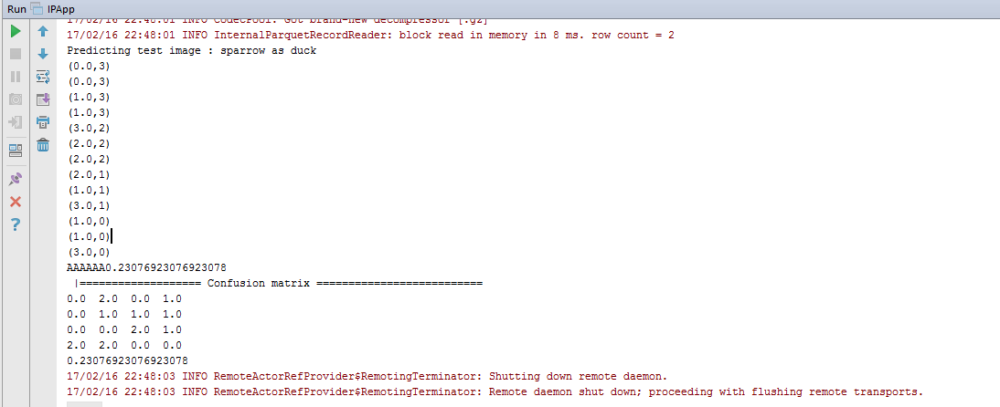 Run IPApp
17/02/16 22:48:01 INFO CodecPool: Got brand-new decompressor [.gz]
17/02/16 22:48:01 INFO InternalParquetRecordReader: block read in memory in 8 ms. row count = 2
Predicting test image : sparrow as duck
(0.0,3)
(0.0,3)
(1.0,3)
(1.0,3)
(3.0,2)
(2.0,2)
(2.0,2)
(2.0,1)
(1.0,1)
(3.0,1)
(1.0,0)
(1.0,0)
(3.0,0)
AAAAAA0.23076923076923078
|=================== Confusion matrix ==========================
0.0 2.0 0.0 1.0
0.0 1.0 1.0 1.0
0.0 0.0 2.0 1.0
2.0 2.0 0.0 0.0
0.23076923076923078
17/02/16 22:48:03 INFO RemoteActorRefProvider$RemotingTerminator: Shutting down remote daemon.
17/02/16 22:48:03 INFO RemoteActorRefProvider$RemotingTerminator: Remote daemon shut down; proceeding with flushing remote transports.